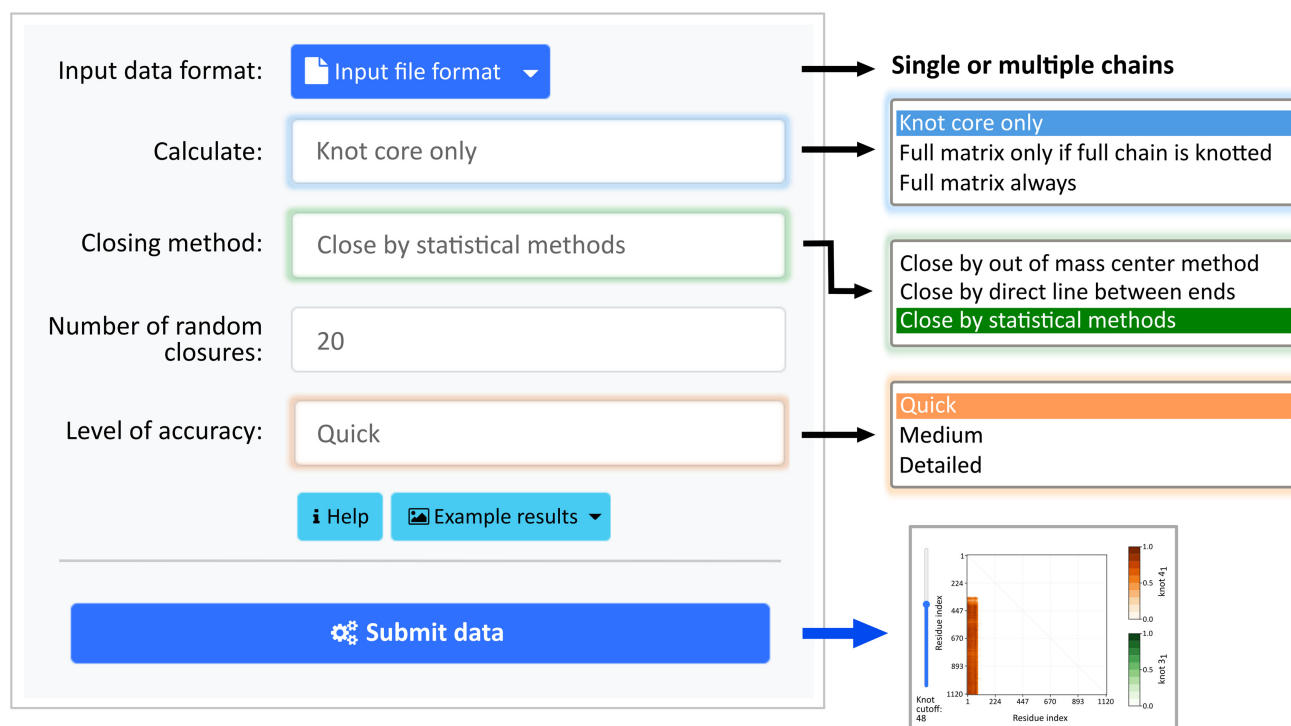 Input data format:
Input file format
Single or multiple chains
Calculate:
Knot core only
Knot core only
Full matrix only if full chain is knotted
Full matrix always
Closing method:
Close by statistical methods
Close by out of mass center method
Close by direct line between ends
Close by statistical methods
Number of random
closures:
20
Level of accuracy:
Quick
Quick
Medium
Detailed
i Help
Example results
Submit data
Knot
cutoff:
48
Residue index
1
224
447
670
893
1120
1 224 447 670 893 1120
Residue index
1.0
0.5
0.0
knot 4₁
1.0
0.5
0.0
knot 3₁